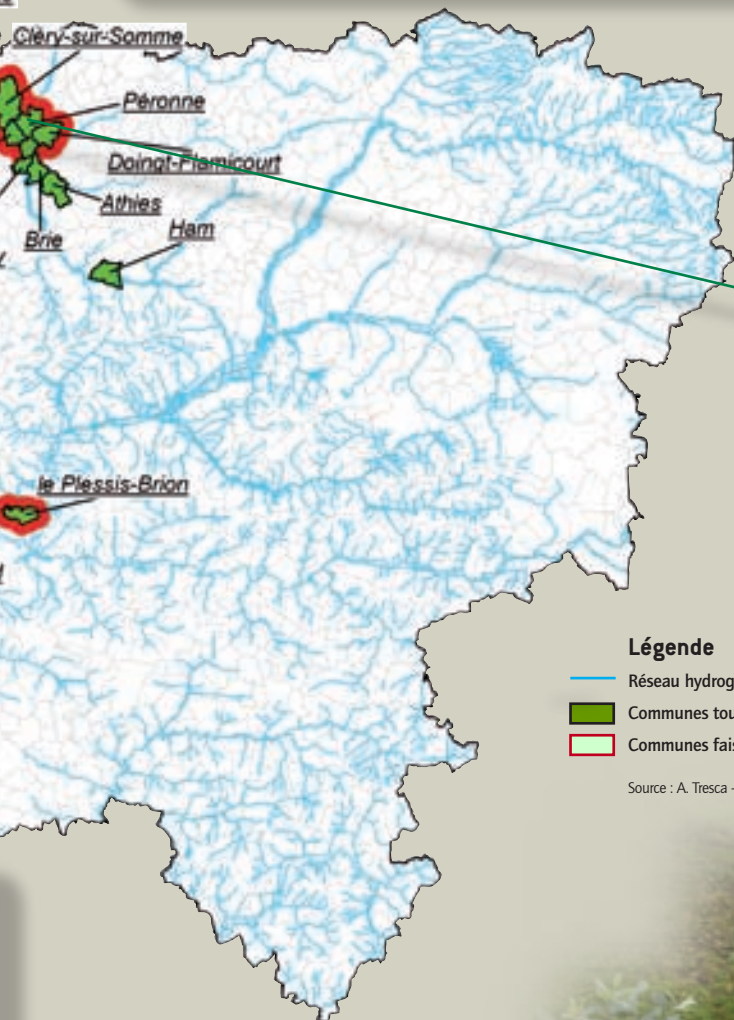 Cléry-sur-Somme
Péronne
Doingt-Flamicourt
Athies
Brie
Ham
le Plessis-Brion
Légende
Réseau hydrog
Communes tou
Communes fais
Source : A. Tresca -